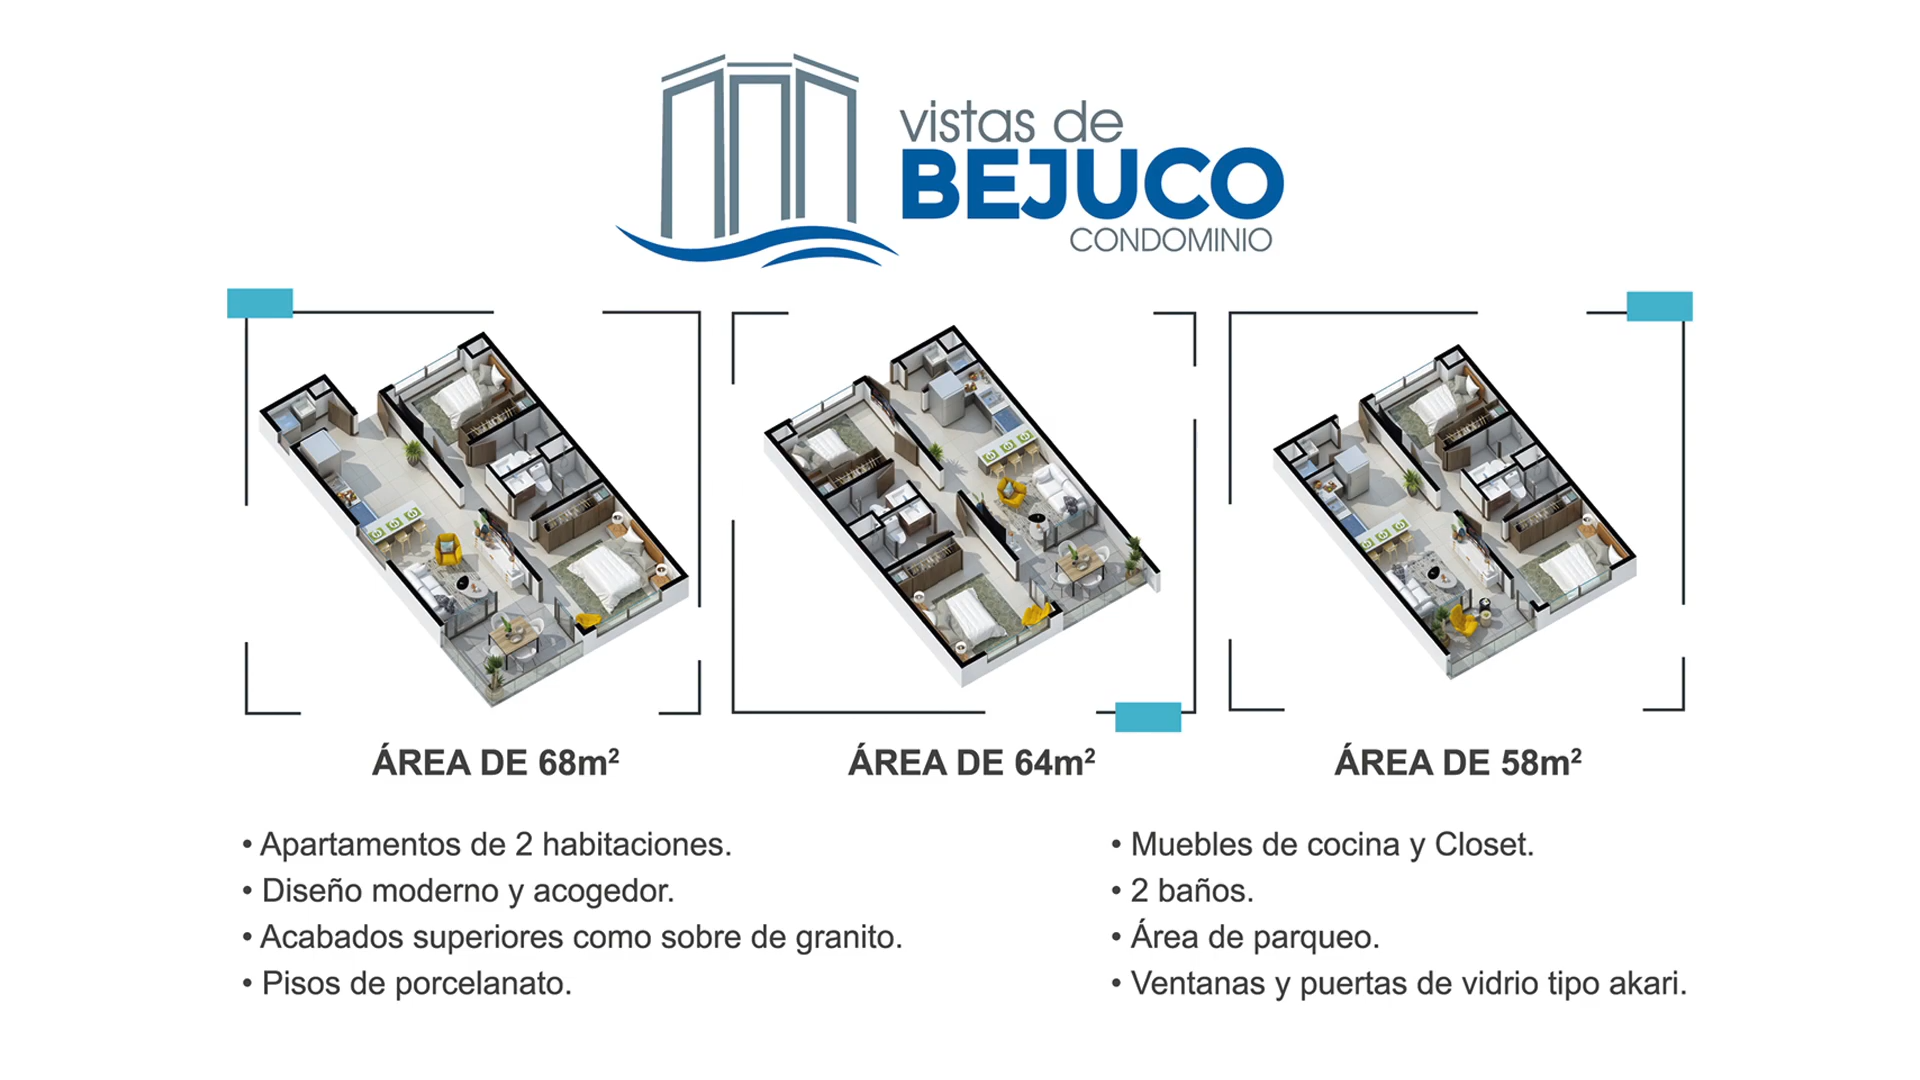 vistas de
BEJUCO
CONDOMINIO
ÁREA DE 68m²
ÁREA DE 64m²
ÁREA DE 58m²
• Apartamentos de 2 habitaciones.
• Diseño moderno y acogedor.
• Acabados superiores como sobre de granito.
• Pisos de porcelanato.
• Muebles de cocina y Closet.
• 2 baños.
• Área de parqueo.
• Ventanas y puertas de vidrio tipo akari.